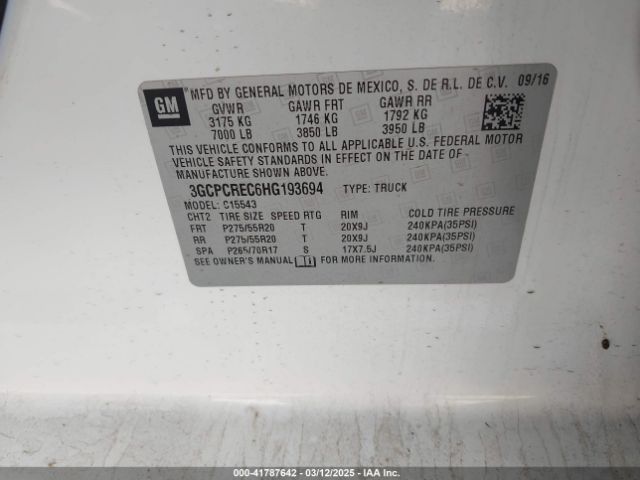 GM
MFD BY GENERAL MOTORS DE MEXICO, S. DE R.L. DE C.V. 09/16
GVWR GAWR FRT GAWR RR
3175 KG 1746 KG 1792 KG
7000 LB 3850 LB 3950 LB
THIS VEHICLE CONFORMS TO ALL APPLICABLE U.S. FEDERAL MOTOR
VEHICLE SAFETY STANDARDS IN EFFECT ON THE DATE OF
MANUFACTURE SHOWN ABOVE.
3GCPCREC6HG193694 TYPE: TRUCK
MODEL: C15543
CHT2 TIRE SIZE SPEED RTG RIM COLD TIRE PRESSURE
FRT P275/55R20 T 20X9J 240KPA(35PSI)
RR P275/55R20 T 20X9J 240KPA(35PSI)
SPA P265/70R17 S 17X7.5J 240KPA(35PSI)
SEE OWNER'S MANUAL FOR MORE INFORMATION.
000-41787642 - 03/12/2025 - IAA Inc.